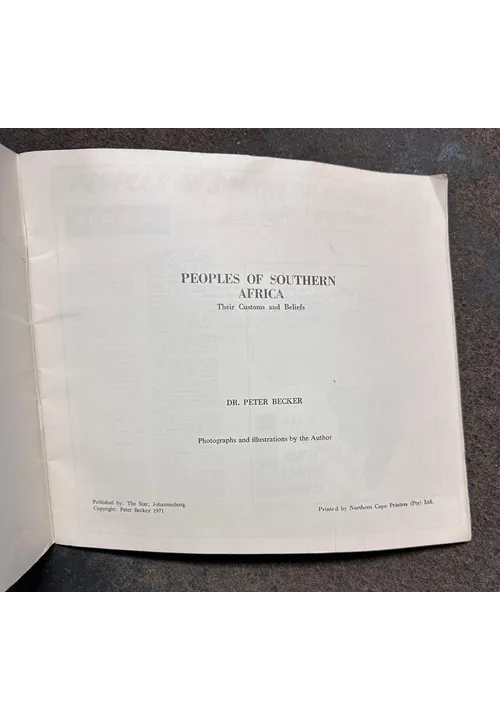 PEOPLES OF SOUTHERN
AFRICA
Their Customs and Beliefs
DR. PETER BECKER
Photographs and illustrations by the Author
Published by: The Star, Johannesburg
Copyright: Peter Becker 1971
Printed by Northern Cape Printers (Pty) Ltd.